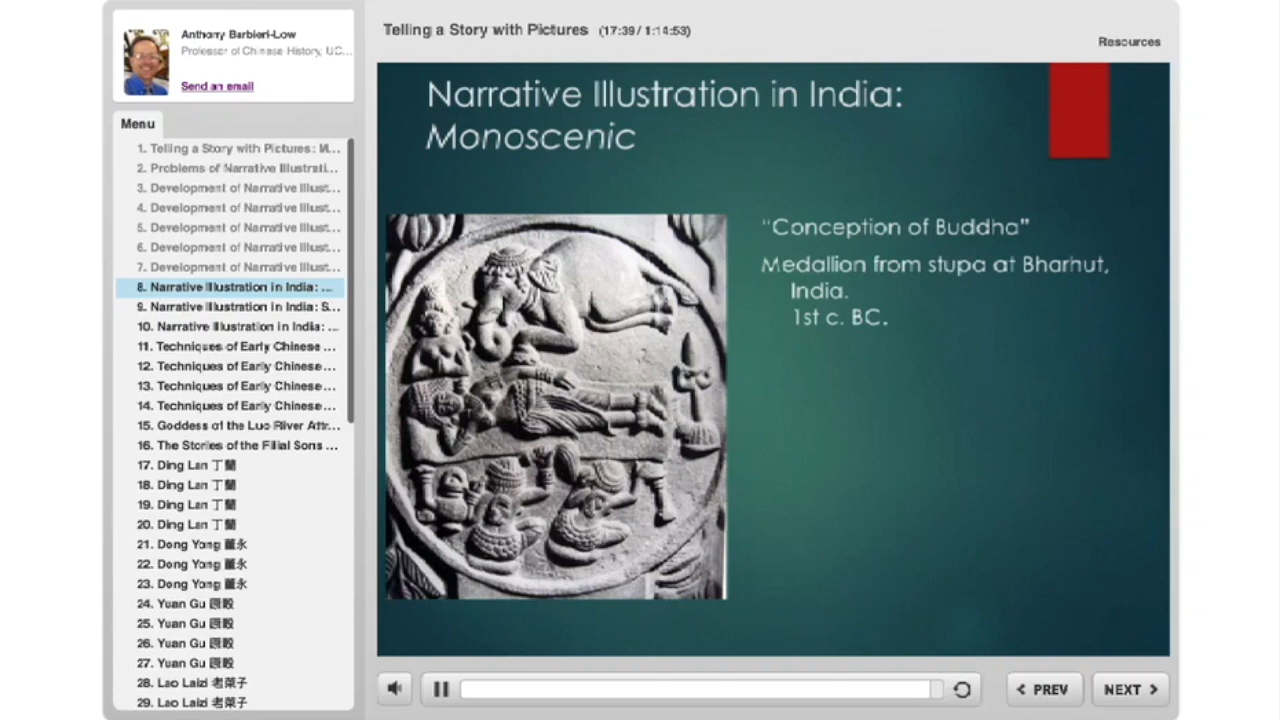 Anthony Barbieri-Low
Professor of Chinese History, UC...
Send an email
Menu
1. Telling a Story with Pictures: M...
2. Problems of Narrative Illustrati...
3. Development of Narrative Illust...
4. Development of Narrative Illust...
5. Development of Narrative Illust...
6. Development of Narrative Illust...
7. Development of Narrative Illust...
8. Narrative Illustration in India: ...
9. Narrative Illustration in India: S...
10. Narrative Illustration in India: ...
11. Techniques of Early Chinese ...
12. Techniques of Early Chinese ...
13. Techniques of Early Chinese ...
14. Techniques of Early Chinese ...
15. Goddess of the Luo River Attr...
16. The Stories of the Filial Sons ...
17. Ding Lan 丁蘭
18. Ding Lan 丁蘭
19. Ding Lan 丁蘭
20. Ding Lan 丁蘭
21. Dong Yong 董永
22. Dong Yong 董永
23. Dong Yong 董永
24. Yuan Gu 原穀
25. Yuan Gu 原穀
26. Yuan Gu 原穀
27. Yuan Gu 原穀
28. Lao Laizi 老萊子
29. Lao Laizi 老萊子
Telling a Story with Pictures (17:39 / 1:14:53)
Resources
Narrative Illustration in India:
Monoscenic
"Conception of Buddha"
Medallion from stupa at Bharhut,
India.
1st c. BC.
PREV
NEXT